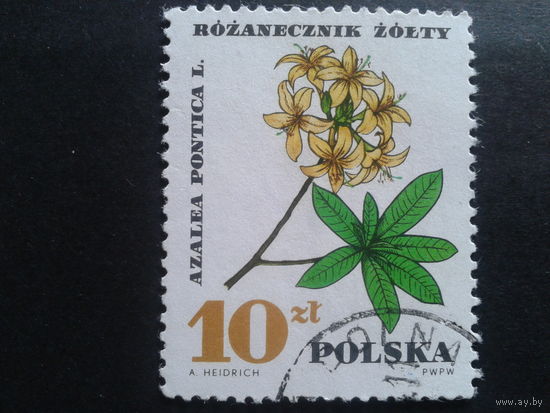 RÓŻANECZNIK ŻÓŁTY
AZALEA PONTICA L.
10 zł
POLSKA
A. HEIDRICH
PWPW
www.ay.by